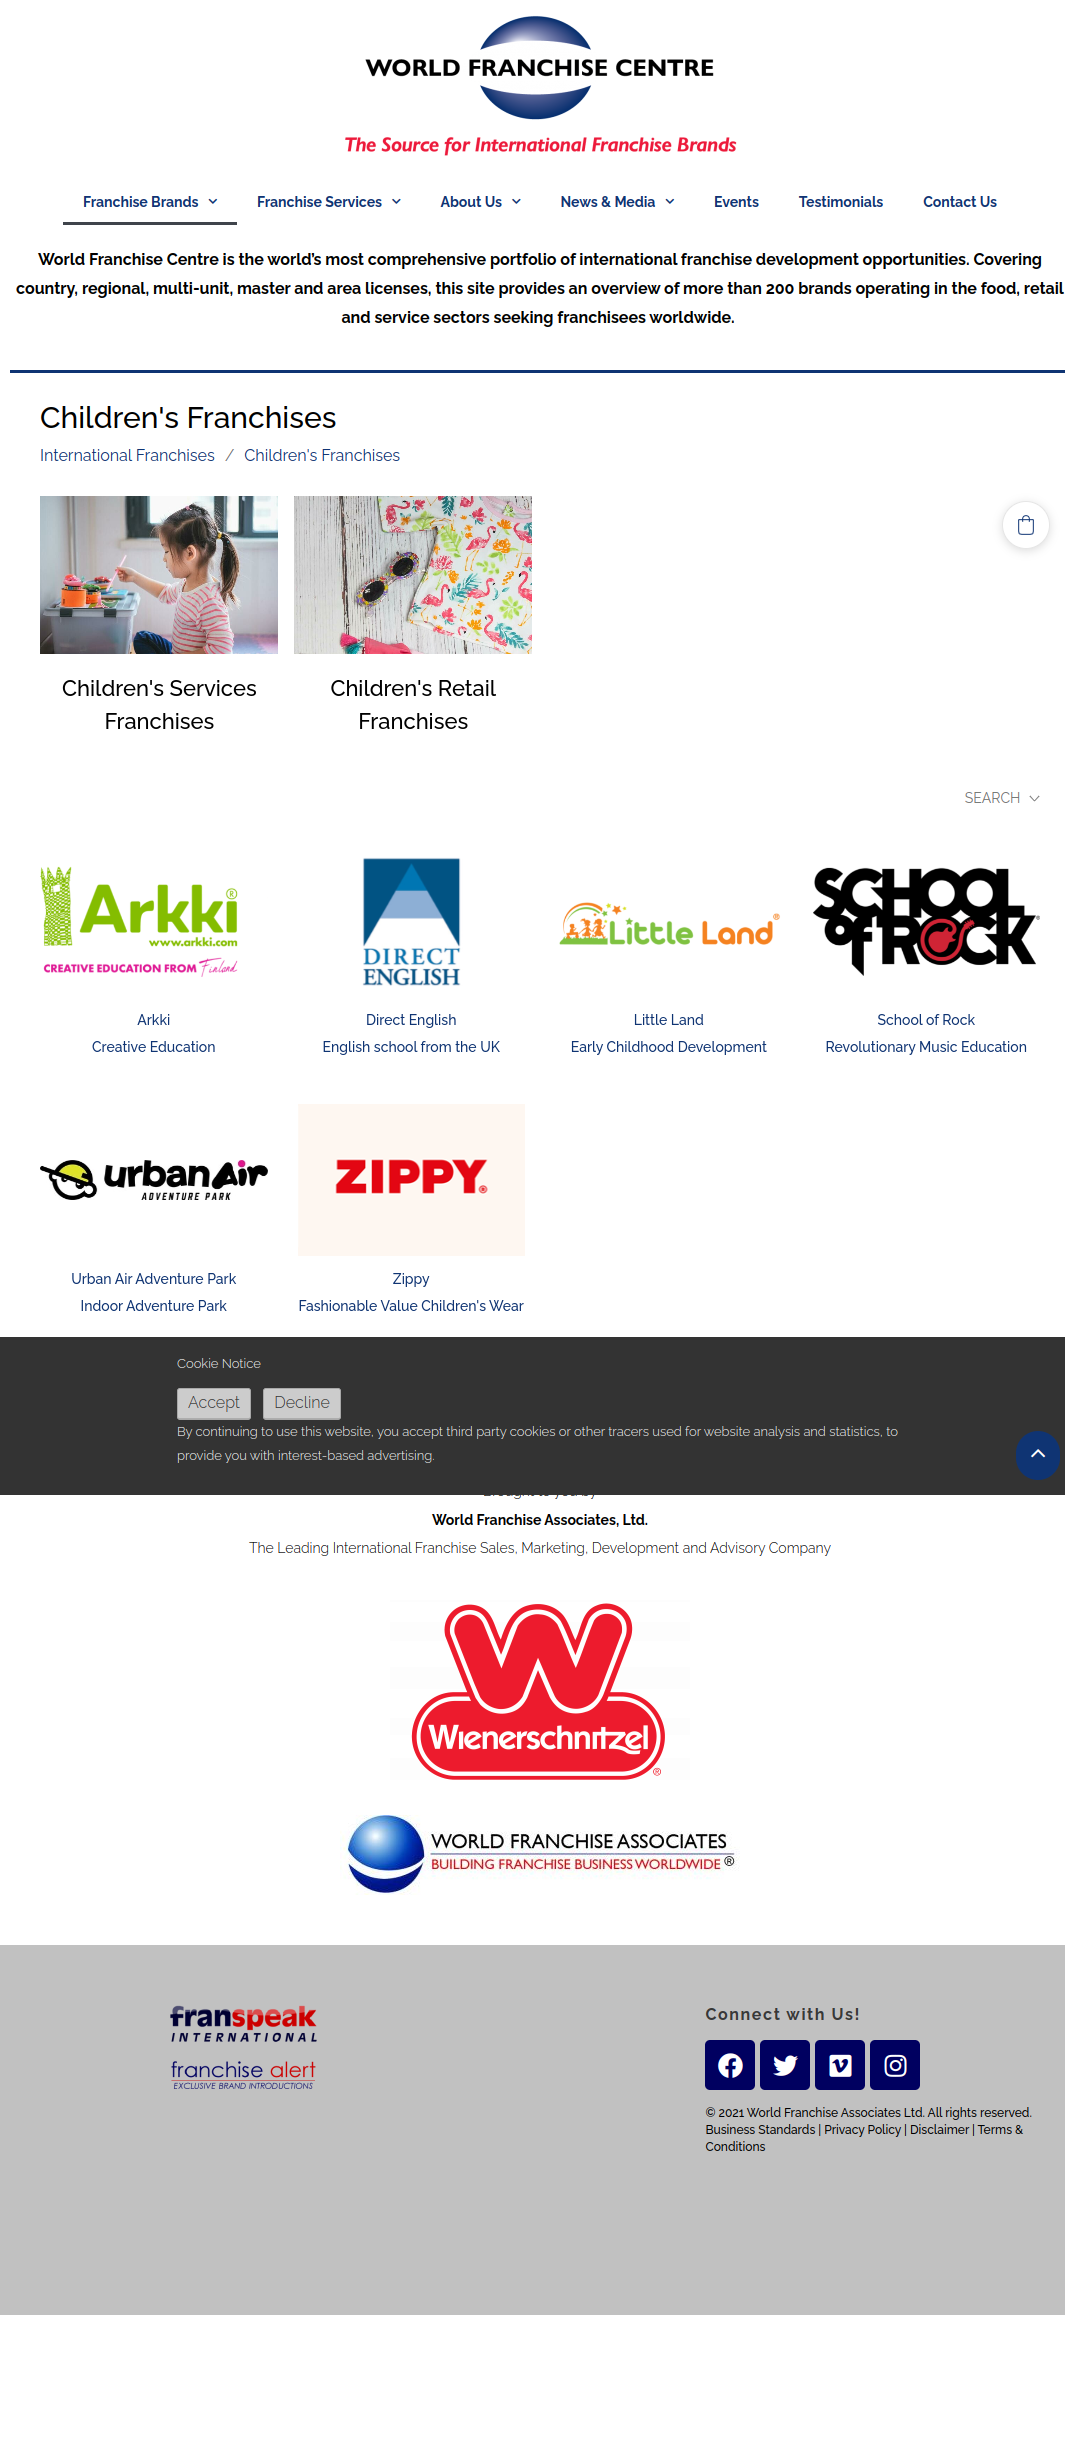 WORLD FRANCHISE CENTRE
The Source for International Franchise Brands
Franchise Brands
Franchise Services
About Us
News & Media
Events
Testimonials
Contact Us
World Franchise Centre is the world's most comprehensive portfolio of international franchise development opportunities. Covering
country, regional, multi-unit, master and area licenses, this site provides an overview of more than 200 brands operating in the food, retail
and service sectors seeking franchisees worldwide.
Children's Franchises
International Franchises / Children's Franchises
Children's Services
Franchises
Children's Retail
Franchises
SEARCH
Arkki®
www.arkki.com
CREATIVE EDUCATION FROM Finland
DIRECT
ENGLISH
Little Land®
SCHOOL
of ROCK®
Arkki
Creative Education
Direct English
English school from the UK
Little Land
Early Childhood Development
School of Rock
Revolutionary Music Education
urban Air
ADVENTURE PARK
ZIPPY®
Urban Air Adventure Park
Indoor Adventure Park
Zippy
Fashionable Value Children's Wear
Cookie Notice
Accept
Decline
By continuing to use this website, you accept third party cookies or other tracers used for website analysis and statistics, to
provide you with interest-based advertising.
Brought to you by
World Franchise Associates, Ltd.
The Leading International Franchise Sales, Marketing, Development and Advisory Company
W
Wienerschnitzel®
WORLD FRANCHISE ASSOCIATES
BUILDING FRANCHISE BUSINESS WORLDWIDE ®
franspeak
INTERNATIONAL
franchise alert
EXCLUSIVE BRAND INTRODUCTIONS
Connect with Us!
© 2021 World Franchise Associates Ltd. All rights reserved.
Business Standards | Privacy Policy | Disclaimer | Terms &
Conditions